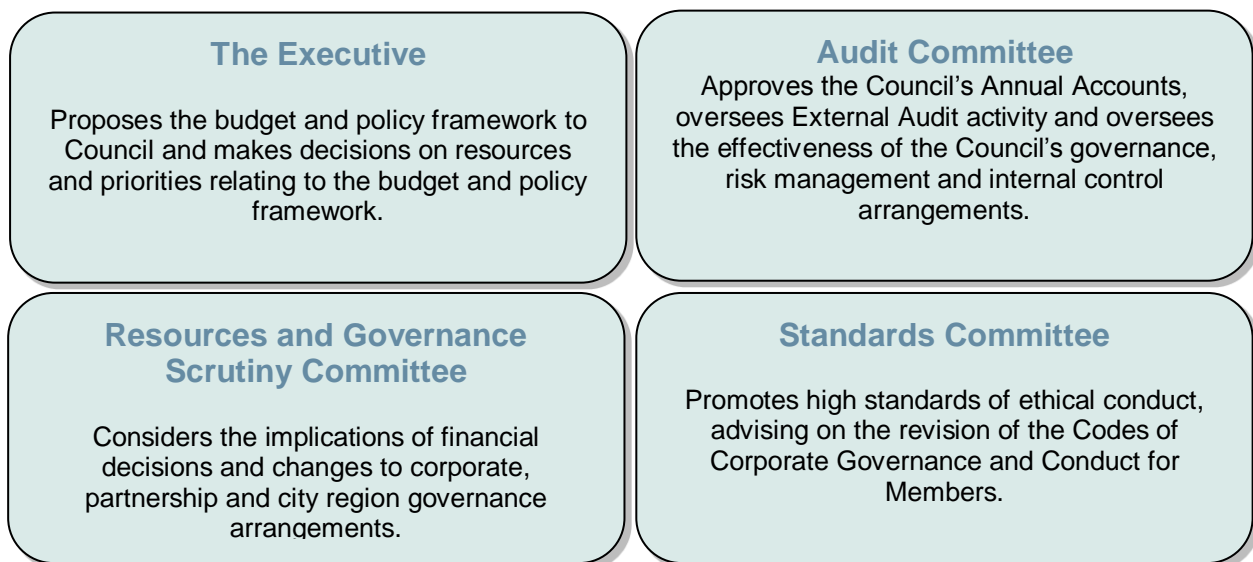 The Executive
Proposes the budget and policy framework to
Council and makes decisions on resources
and priorities relating to the budget and policy
framework.
Audit Committee
Approves the Council’s Annual Accounts,
oversees External Audit activity and oversees
the effectiveness of the Council’s governance,
risk management and internal control
arrangements.
Resources and Governance
Scrutiny Committee
Considers the implications of financial
decisions and changes to corporate,
partnership and city region governance
arrangements.
Standards Committee
Promotes high standards of ethical conduct,
advising on the revision of the Codes of
Corporate Governance and Conduct for
Members.